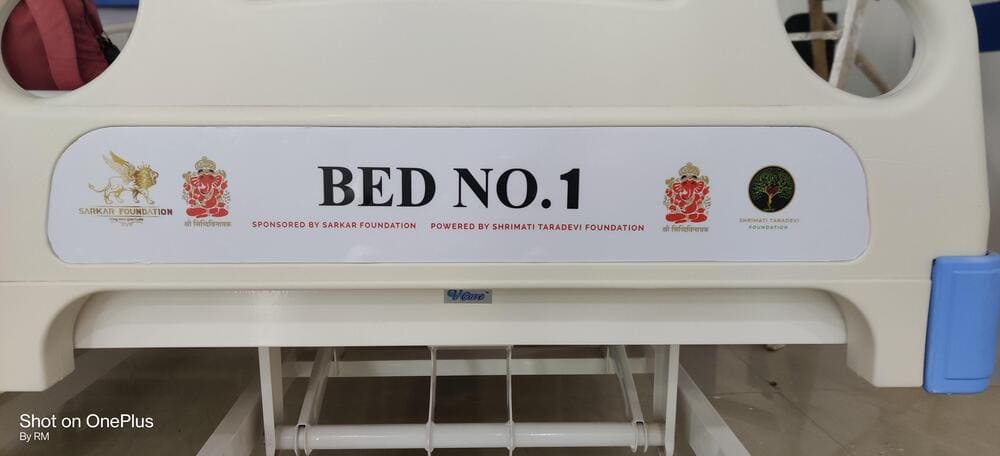 BED NO.1
SPONSORED BY SARKAR FOUNDATION POWERED BY SHRIMATI TARADEVI FOUNDATION
SARKAR FOUNDATION
श्री सिध्दिविनायक
श्री सिध्दिविनायक
SHRIMATI TARADEVI
FOUNDATION
V Care
Shot on OnePlus
By RM